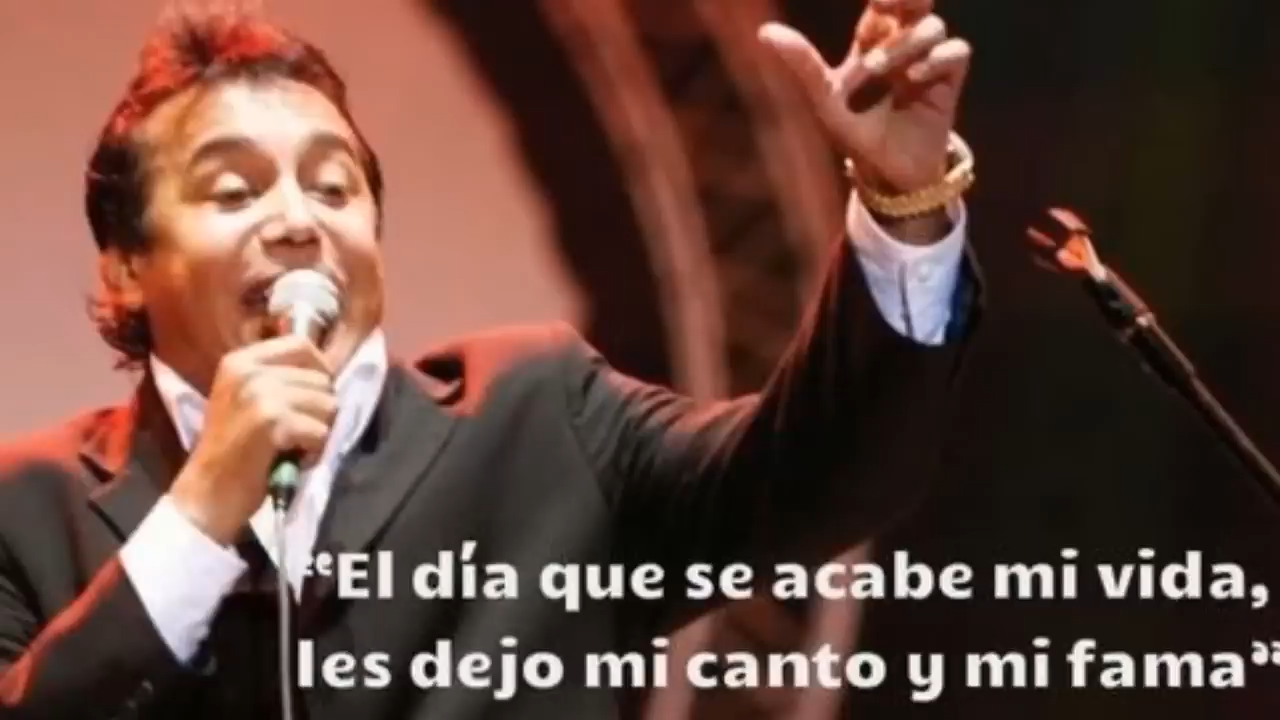 “El día que se acabe mi vida,
les dejo mi canto y mi fama”